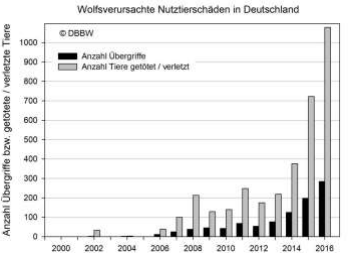 Wolfsverursachte Nutztierschäden in Deutschland
© DBBW
Anzahl Übergriffe
Anzahl Tiere getötet / verletzt
Anzahl Übergriffe bzw. getötete / verletzte Tiere
1000
900
800
700
600
500
400
300
200
100
0
2000 2002 2004 2006 2008 2010 2012 2014 2016